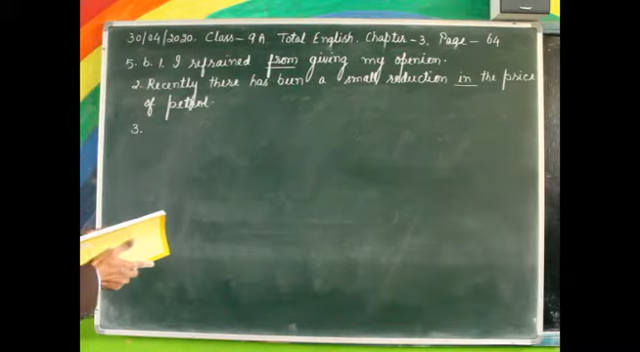 30/04/2020. Class-9A. Total English. Chapter-3. Page-64
5. b. 1. I refrained from giving my openion.
2. Recently there has been a small reduction in the price
of petrol.
3.